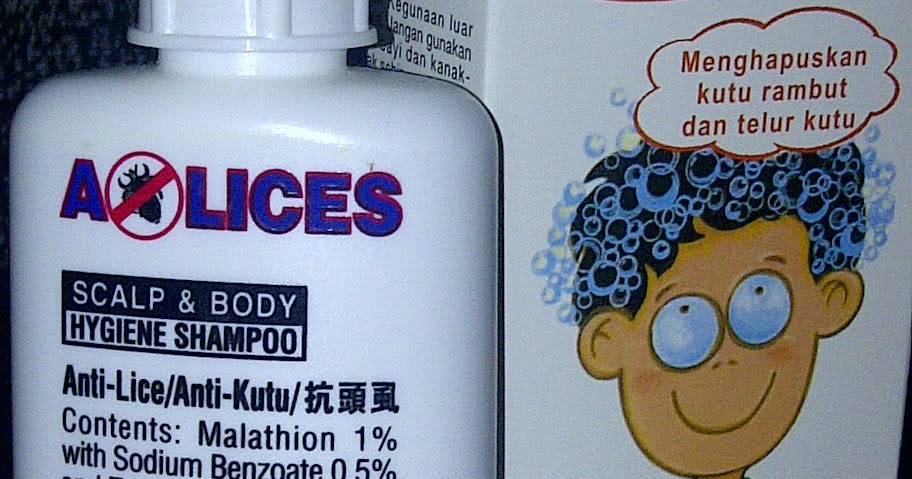 A LICES
SCALP & BODY
HYGIENE SHAMPOO
Anti-Lice/Anti-Kutu/抗頭虱
Contents: Malathion 1%
with Sodium Benzoate 0.5%
Kegunaan luar
Jangan gunakan
bayi dan kanak-
Menghapuskan
kutu rambut
dan telur kutu